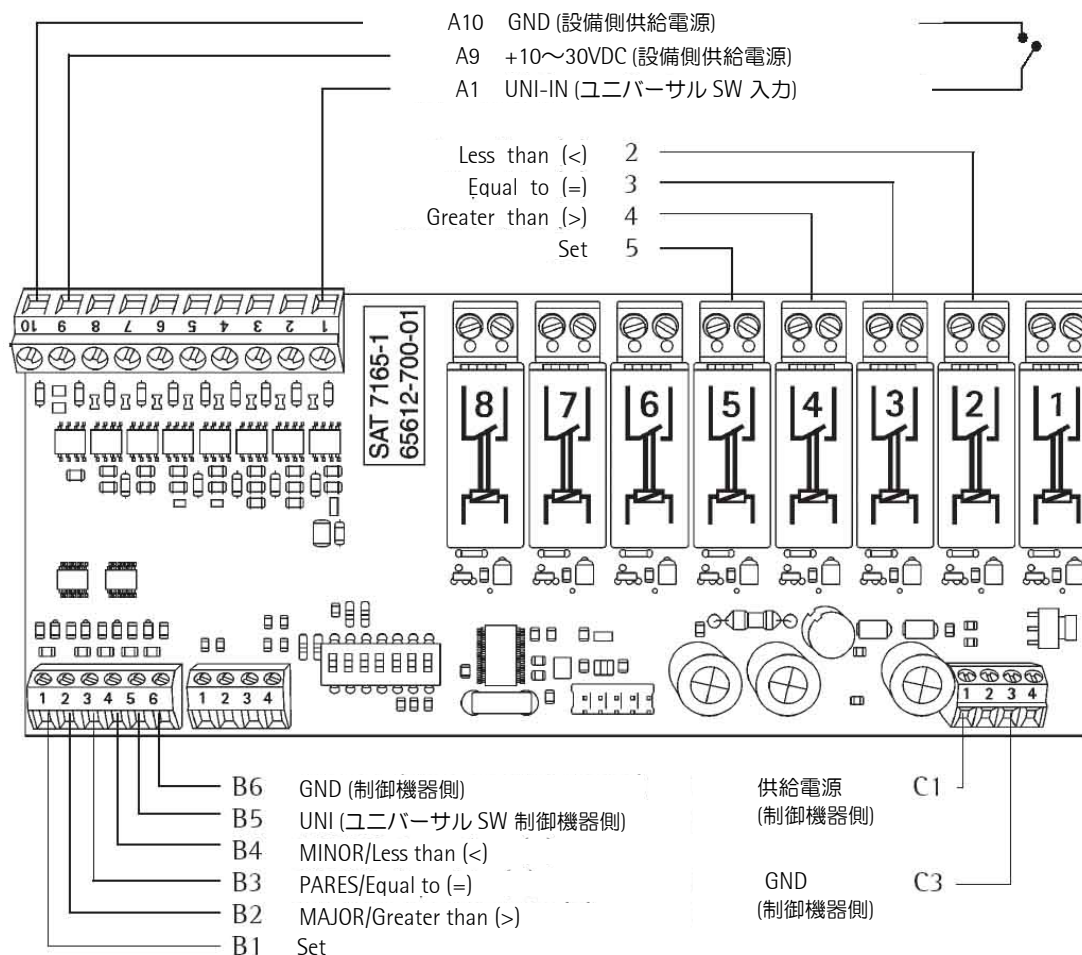 A10 GND (設備側供給電源)
A9 +10〜30VDC (設備側供給電源)
A1 UNI-IN (ユニバーサル SW 入力)
Less than (<) 2
Equal to (=) 3
Greater than (>) 4
Set 5
10 9 8 7 6 5 4 3 2 1
SAT 7165-1
65612-700-01
8 7 6 5 4 3 2 1
1 2 3 4 5 6
1 2 3 4
1 2 3 4
B6 GND (制御機器側)
B5 UNI (ユニバーサル SW 制御機器側)
B4 MINOR/Less than (<)
B3 PARES/Equal to (=)
B2 MAJOR/Greater than (>)
B1 Set
供給電源 C1
(制御機器側)
GND C3
(制御機器側)